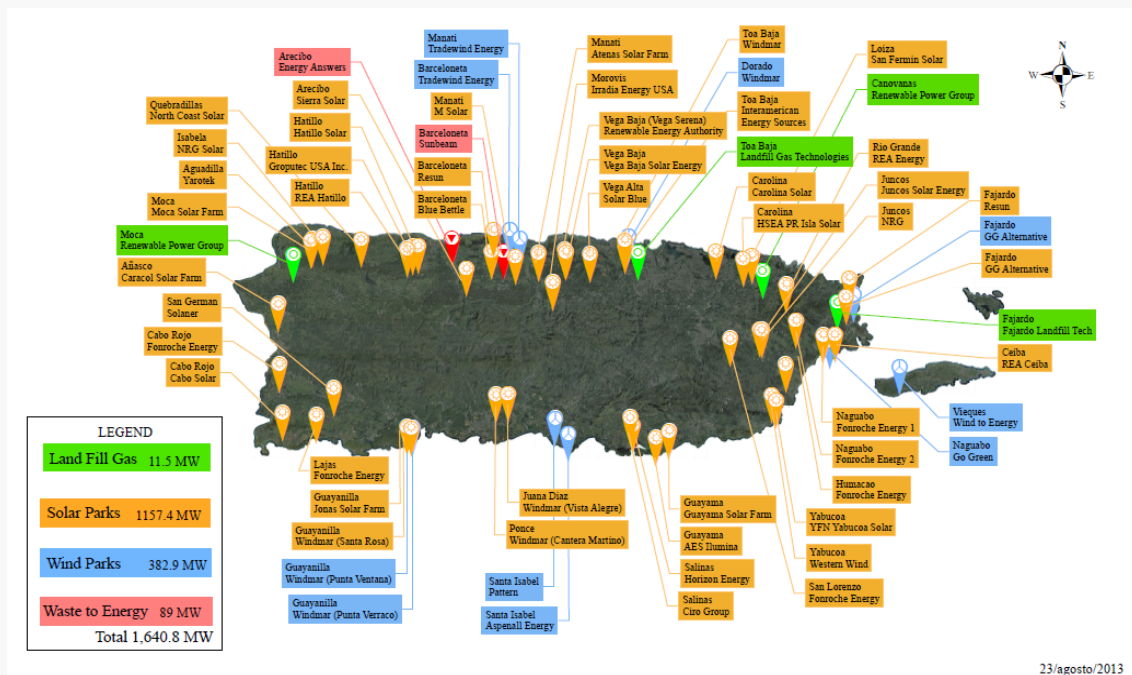 Manati
Tradewind Energy
Arecibo
Energy Answers
Barceloneta
Tradewind Energy
Manati
Atenas Solar Farm
Toa Baja
Windmar
Loiza
San Fermin Solar
N
W
E
S
Arecibo
Sierra Solar
Morovis
Irradia Energy USA
Dorado
Windmar
Canovanas
Renewable Power Group
Quebradillas
North Coast Solar
Manati
M Solar
Toa Baja
Interamerican
Energy Sources
Hatillo
Hatillo Solar
Vega Baja (Vega Serena)
Renewable Energy Authority
Isabela
NRG Solar
Barceloneta
Sunbeam
Toa Baja
Landfill Gas Technologies
Rio Grande
REA Energy
Hatillo
Groputec USA Inc.
Vega Baja
Vega Baja Solar Energy
Aguadilla
Yarotek
Barceloneta
Resun
Carolina
Carolina Solar
Juncos
Juncos Solar Energy
Hatillo
REA Hatillo
Vega Alta
Solar Blue
Fajardo
Resun
Moca
Moca Solar Farm
Barceloneta
Blue Bettle
Carolina
HSEA PR Isla Solar
Juncos
NRG
Moca
Renewable Power Group
Fajardo
GG Alternative
Añasco
Caracol Solar Farm
Fajardo
GG Alternative
San German
Solaner
Fajardo
Fajardo Landfill Tech
Cabo Rojo
Fonroche Energy
Ceiba
REA Ceiba
Cabo Rojo
Cabo Solar
Vieques
Wind to Energy
Naguabo
Fonroche Energy 1
Naguabo
Go Green
Naguabo
Fonroche Energy 2
LEGEND
Land Fill Gas 11.5 MW
Solar Parks 1157.4 MW
Wind Parks 382.9 MW
Waste to Energy 89 MW
Total 1,640.8 MW
Lajas
Fonroche Energy
Guayanilla
Jonas Solar Farm
Guayanilla
Windmar (Santa Rosa)
Guayanilla
Windmar (Punta Ventana)
Guayanilla
Windmar (Punta Verraco)
Juana Diaz
Windmar (Vista Alegre)
Ponce
Windmar (Cantera Martino)
Santa Isabel
Pattern
Santa Isabel
Aspenall Energy
Guayama
Guayama Solar Farm
Guayama
AES Ilumina
Salinas
Horizon Energy
Salinas
Ciro Group
Humacao
Fonroche Energy
Yabucoa
YFN Yabucoa Solar
Yabucoa
Western Wind
San Lorenzo
Fonroche Energy
23/agosto/2013